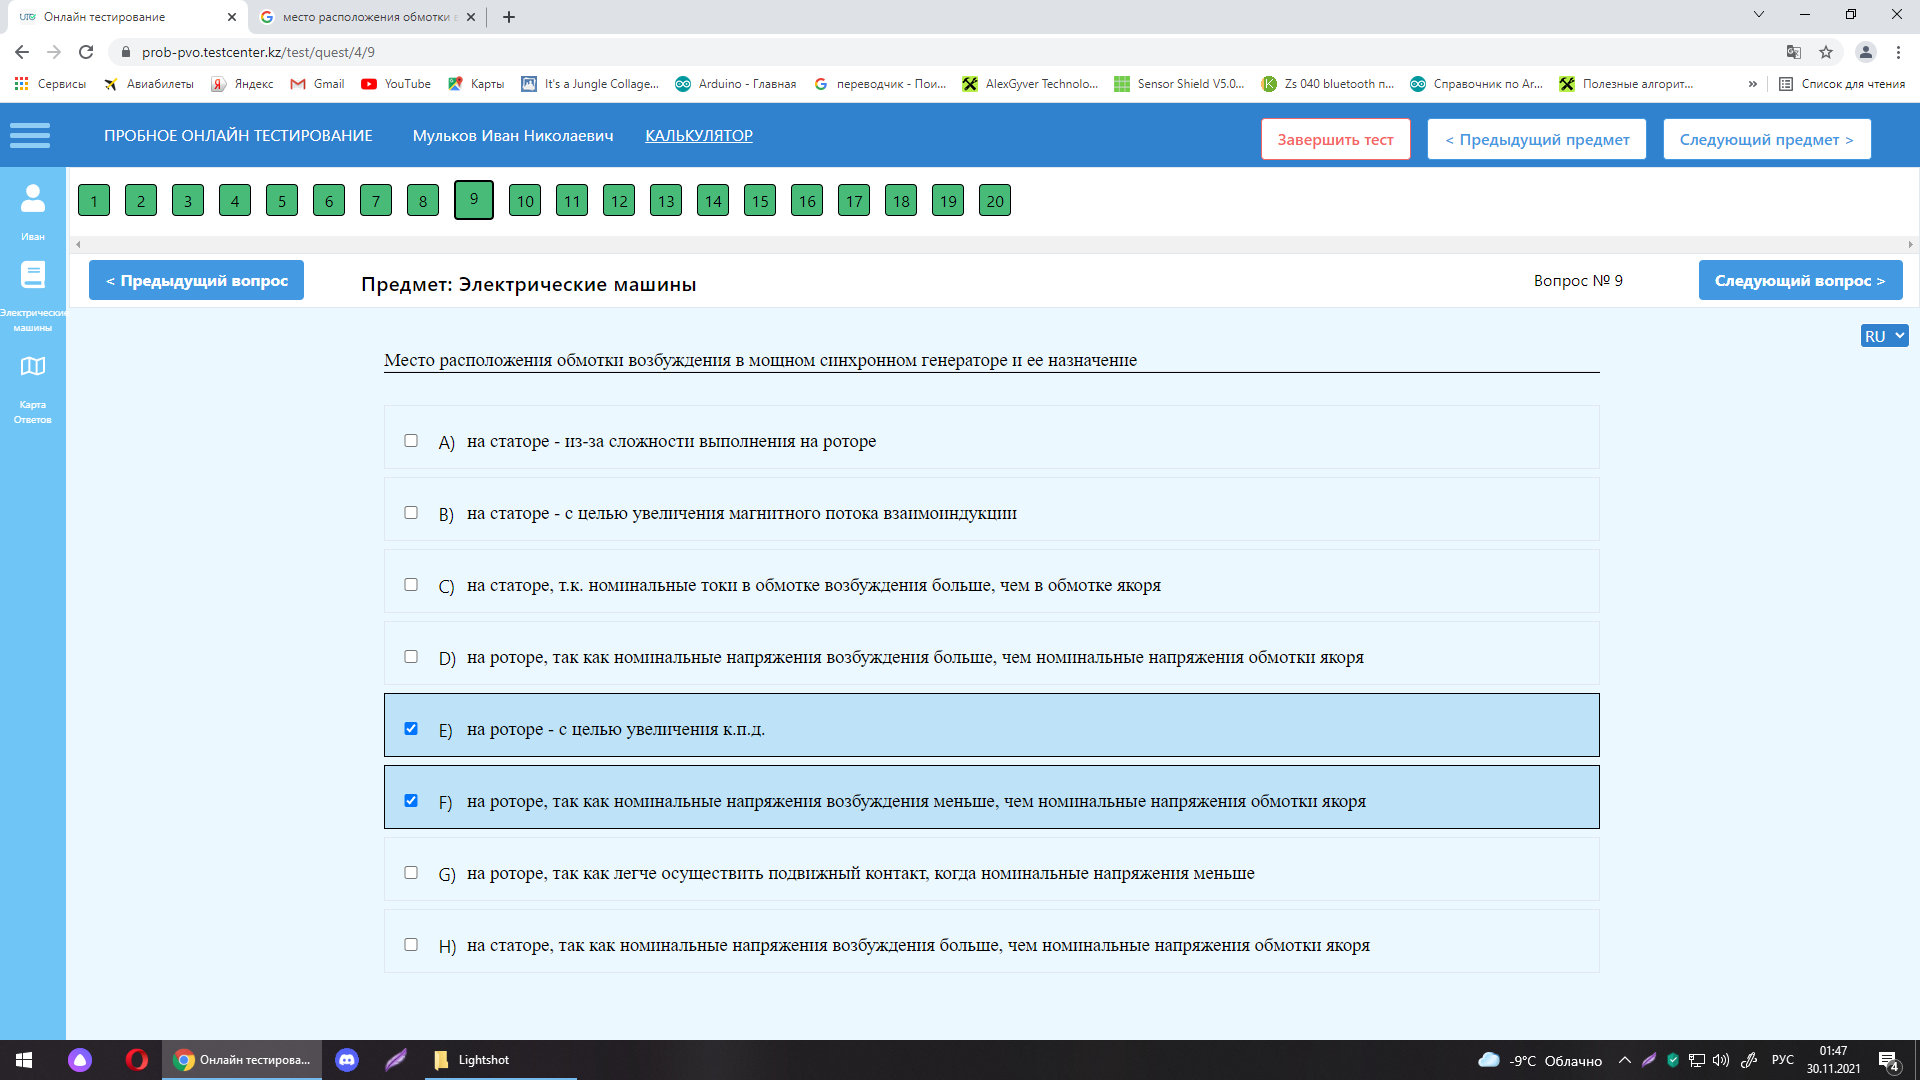 Онлайн тестирование
место расположения обмотки в
prob-pvo.testcenter.kz/test/quest/4/9
Сервисы
Авиабилеты
Яндекс
Gmail
YouTube
Карты
It's a Jungle Collage...
Arduino - Главная
переводчик - Пои...
AlexGyver Technolo...
Sensor Shield V5.0...
Zs 040 bluetooth п...
Справочник по Ar...
Полезные алгорит...
»
Список для чтения
ПРОБНОЕ ОНЛАЙН ТЕСТИРОВАНИЕ
Мульков Иван Николаевич
КАЛЬКУЛЯТОР
Завершить тест
< Предыдущий предмет
Следующий предмет >
1 2 3 4 5 6 7 8 9 10 11 12 13 14 15 16 17 18 19 20
Иван
Электрические
машины
Карта
Ответов
< Предыдущий вопрос
Предмет: Электрические машины
Вопрос № 9
Следующий вопрос >
RU
Место расположения обмотки возбуждения в мощном синхронном генераторе и ее назначение
A) на статоре - из-за сложности выполнения на роторе
B) на статоре - с целью увеличения магнитного потока взаимоиндукции
C) на статоре, т.к. номинальные токи в обмотке возбуждения больше, чем в обмотке якоря
D) на роторе, так как номинальные напряжения возбуждения больше, чем номинальные напряжения обмотки якоря
E) на роторе - с целью увеличения к.п.д.
F) на роторе, так как номинальные напряжения возбуждения меньше, чем номинальные напряжения обмотки якоря
G) на роторе, так как легче осуществить подвижный контакт, когда номинальные напряжения меньше
H) на статоре, так как номинальные напряжения возбуждения больше, чем номинальные напряжения обмотки якоря
Онлайн тестирова...
Lightshot
-9°C Облачно
РУС
01:47
30.11.2021
4